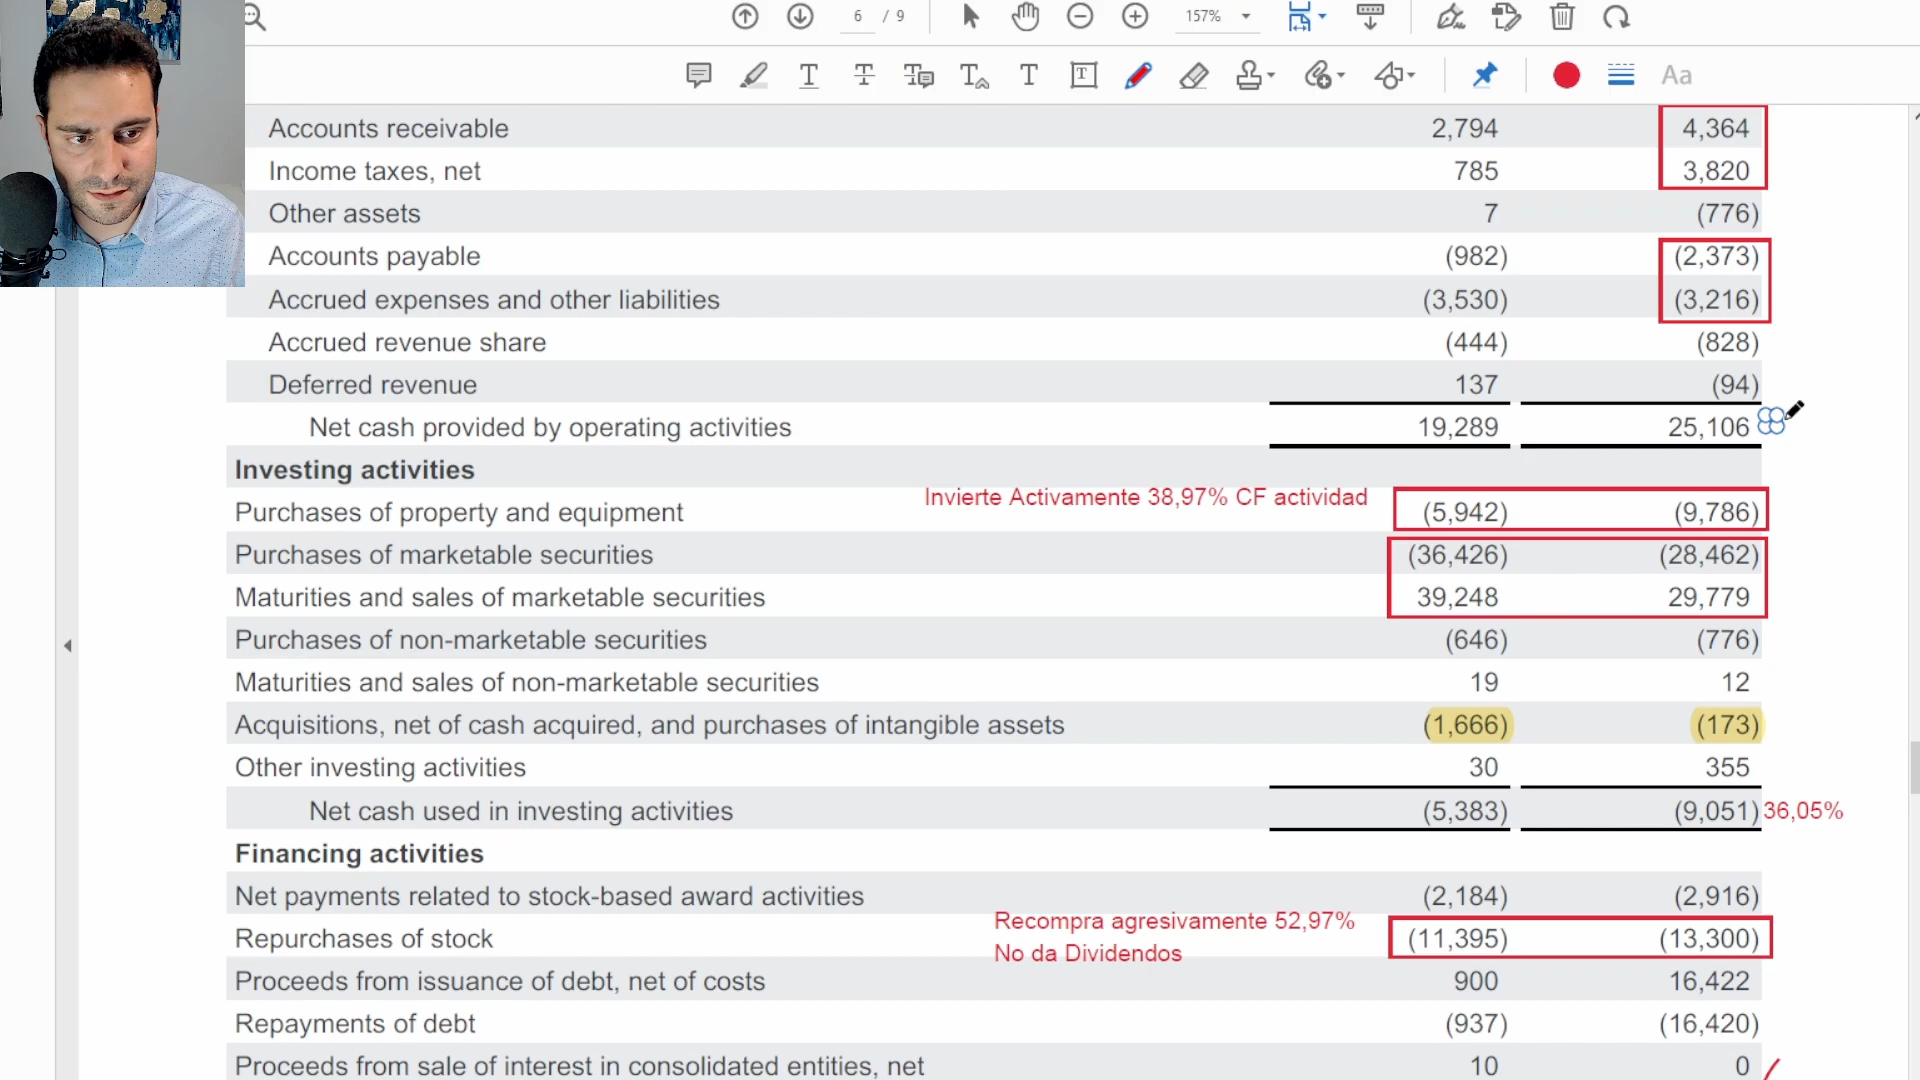 6 / 9
157%
Aa
Accounts receivable 2,794 4,364
Income taxes, net 785 3,820
Other assets 7 (776)
Accounts payable (982) (2,373)
Accrued expenses and other liabilities (3,530) (3,216)
Accrued revenue share (444) (828)
Deferred revenue 137 (94)
Net cash provided by operating activities 19,289 25,106
Investing activities
Invierte Activamente 38,97% CF actividad
Purchases of property and equipment (5,942) (9,786)
Purchases of marketable securities (36,426) (28,462)
Maturities and sales of marketable securities 39,248 29,779
Purchases of non-marketable securities (646) (776)
Maturities and sales of non-marketable securities 19 12
Acquisitions, net of cash acquired, and purchases of intangible assets (1,666) (173)
Other investing activities 30 355
Net cash used in investing activities (5,383) (9,051) 36,05%
Financing activities
Net payments related to stock-based award activities (2,184) (2,916)
Recompra agresivamente 52,97%
Repurchases of stock (11,395) (13,300)
No da Dividendos
Proceeds from issuance of debt, net of costs 900 16,422
Repayments of debt (937) (16,420)
Proceeds from sale of interest in consolidated entities, net 10 0